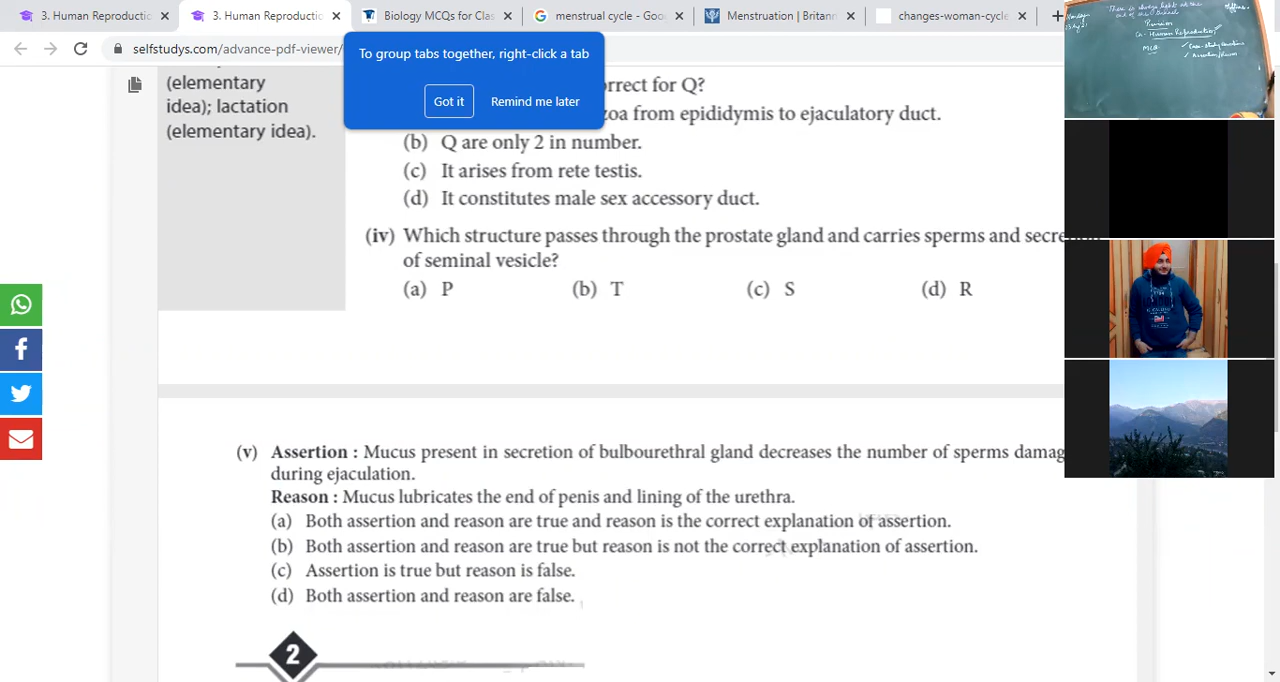 3. Human Reproductio
3. Human Reproductio
Biology MCQs for Clas
menstrual cycle - Goo
Menstruation | Britann
changes-woman-cycle
selfstudys.com/advance-pdf-viewer/
To group tabs together, right-click a tab
Got it
Remind me later
(elementary
idea); lactation
(elementary idea).
rrect for Q?
zoa from epididymis to ejaculatory duct.
(b) Q are only 2 in number.
(c) It arises from rete testis.
(d) It constitutes male sex accessory duct.
(iv) Which structure passes through the prostate gland and carries sperms and secre
of seminal vesicle?
(a) P (b) T (c) S (d) R
(v) Assertion : Mucus present in secretion of bulbourethral gland decreases the number of sperms damag
during ejaculation.
Reason : Mucus lubricates the end of penis and lining of the urethra.
(a) Both assertion and reason are true and reason is the correct explanation of assertion.
(b) Both assertion and reason are true but reason is not the correct explanation of assertion.
(c) Assertion is true but reason is false.
(d) Both assertion and reason are false.
2
Revision
Human Reproduction
MCQ